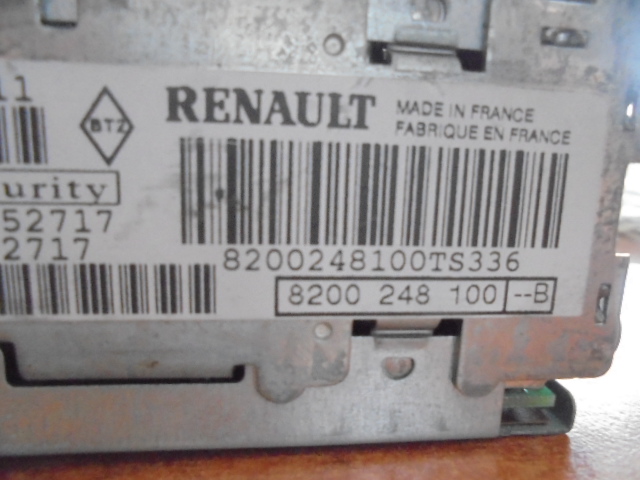 11
BTZ
RENAULT
MADE IN FRANCE
FABRIQUE EN FRANCE
urity
52717
2717
8200248100TS336
8200 248 100 --B